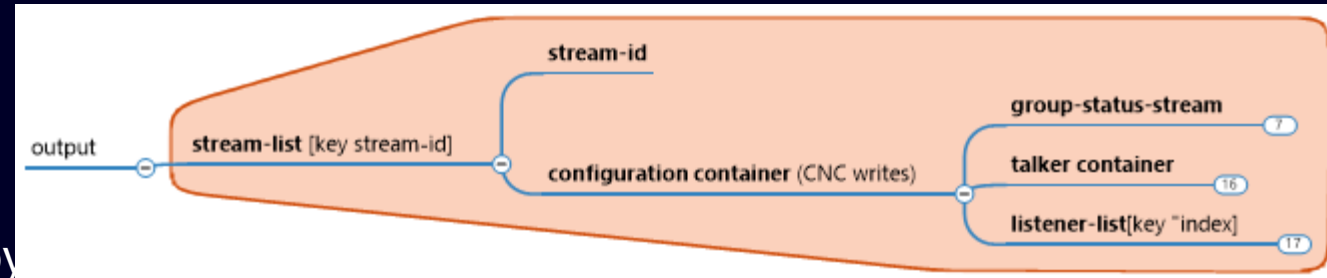 output
stream-list [key stream-id]
stream-id
configuration container (CNC writes)
group-status-stream
7
talker container
16
listener-list[key "index]
17